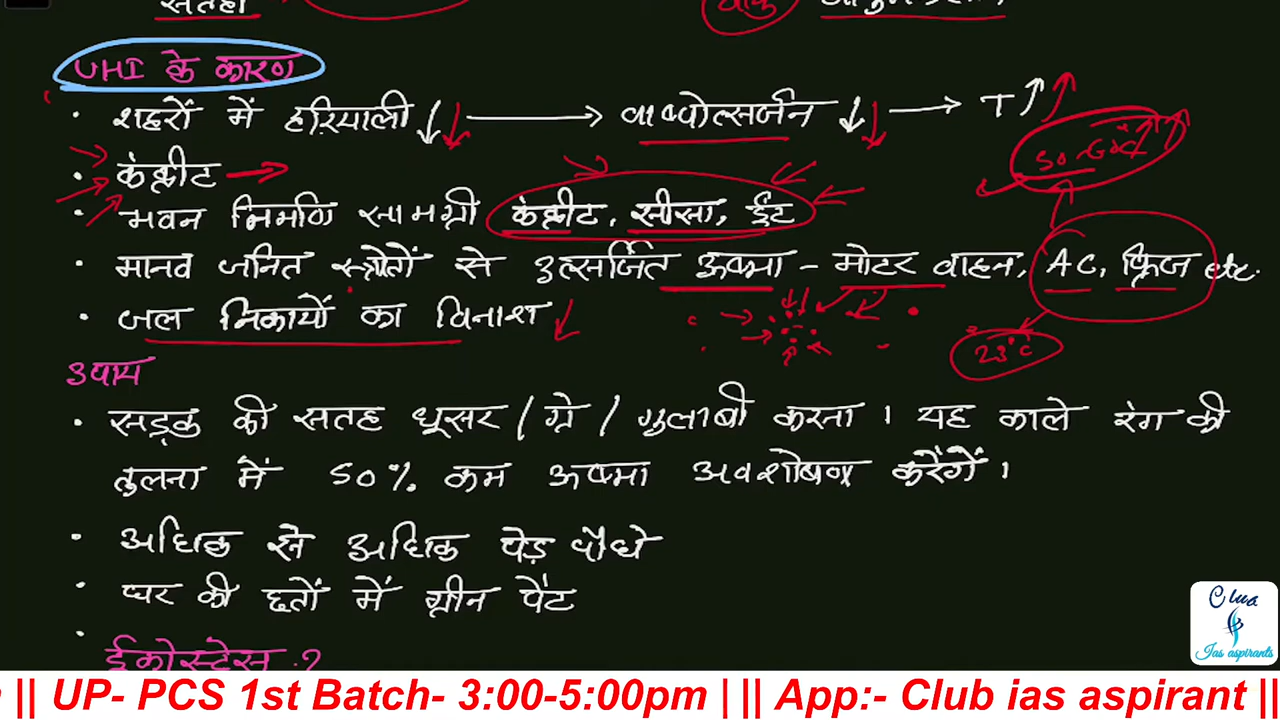 सतही वायु
UHI के कारण
• शहरों में हरियाली ↓ → वाष्पोत्सर्जन ↓ → T↑
• कंक्रीट →
• भवन निर्माण सामग्री कंक्रीट, सीसा, ईंट
• मानव जनित स्त्रोतों से उत्सर्जित ऊष्मा - मोटर वाहन, AC, फ्रिज etc.
• जल निकायों का विनाश ↓
23°C
उपाय
• सड़क की सतह धूसर / ग्रे / गुलाबी करना । यह काले रंग की
तुलना में 50% कम ऊष्मा अवशोषण करेंगें ।
• अधिक से अधिक पेड़ पौधे
• घर की छतों में ग्रीन पेंट
ईकोस्ट्रेस ?
Club
Ias aspirants
|| UP- PCS 1st Batch- 3:00-5:00pm | || App:- Club ias aspirant ||